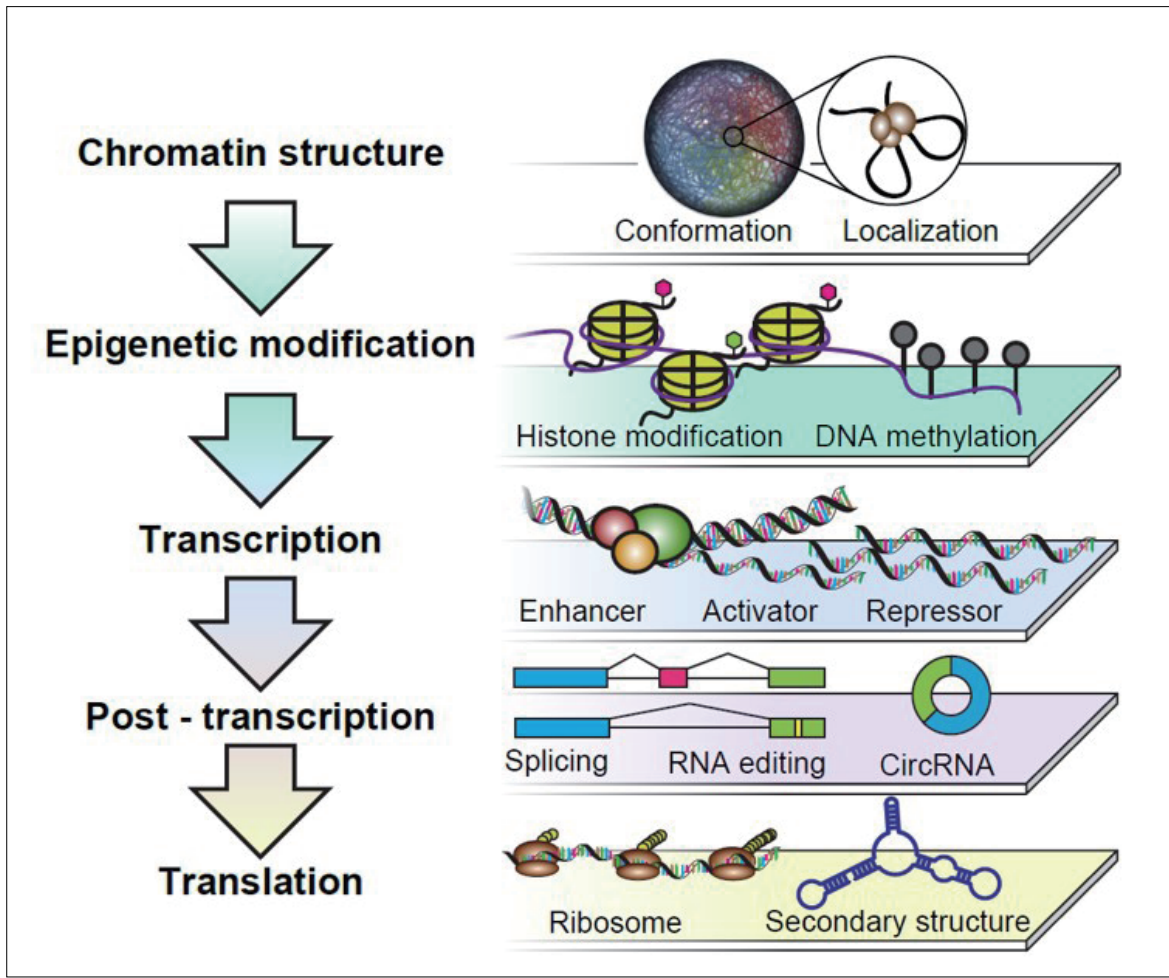 Chromatin structure
Conformation Localization
Epigenetic modification
Histone modification DNA methylation
Transcription
Enhancer Activator Repressor
Post - transcription
Splicing RNA editing CircRNA
Translation
Ribosome Secondary structure